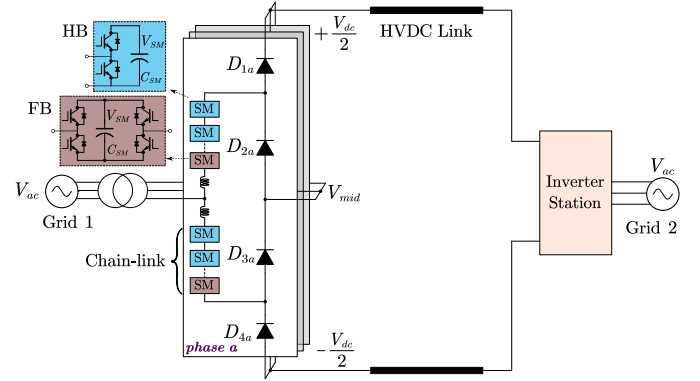 HB
V_SM
C_SM
FB
V_SM
C_SM
+ V_dc/2
HVDC Link
D_1a
SM
SM
D_2a
SM
V_ac
Grid 1
V_mid
Inverter
Station
V_ac
Grid 2
SM
Chain-link
SM
D_3a
SM
D_4a
phase a
- V_dc/2